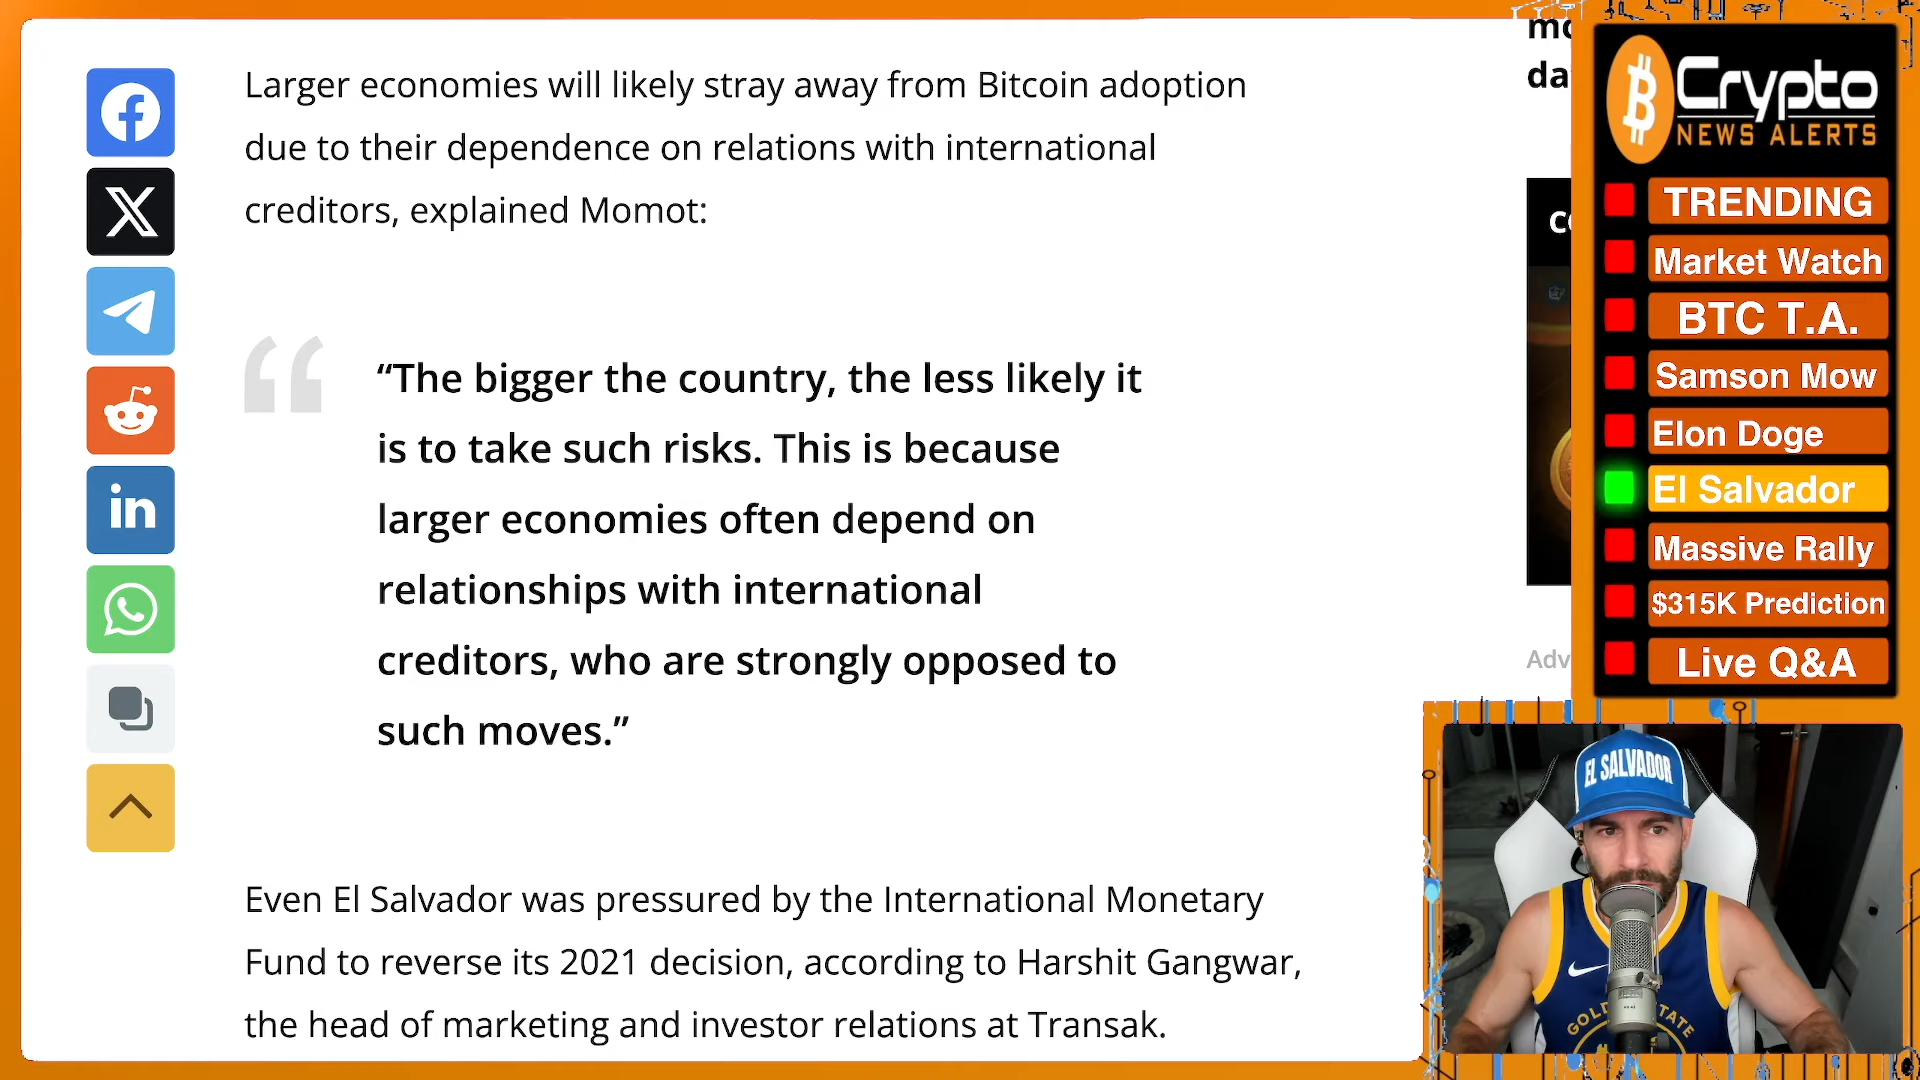 Larger economies will likely stray away from Bitcoin adoption
due to their dependence on relations with international
creditors, explained Momot:
“The bigger the country, the less likely it
is to take such risks. This is because
larger economies often depend on
relationships with international
creditors, who are strongly opposed to
such moves.”
Even El Salvador was pressured by the International Monetary
Fund to reverse its 2021 decision, according to Harshit Gangwar,
the head of marketing and investor relations at Transak.
in
Adv
Crypto
NEWS ALERTS
TRENDING
Market Watch
BTC T.A.
Samson Mow
Elon Doge
El Salvador
Massive Rally
$315K Prediction
Live Q&A
EL SALVADOR